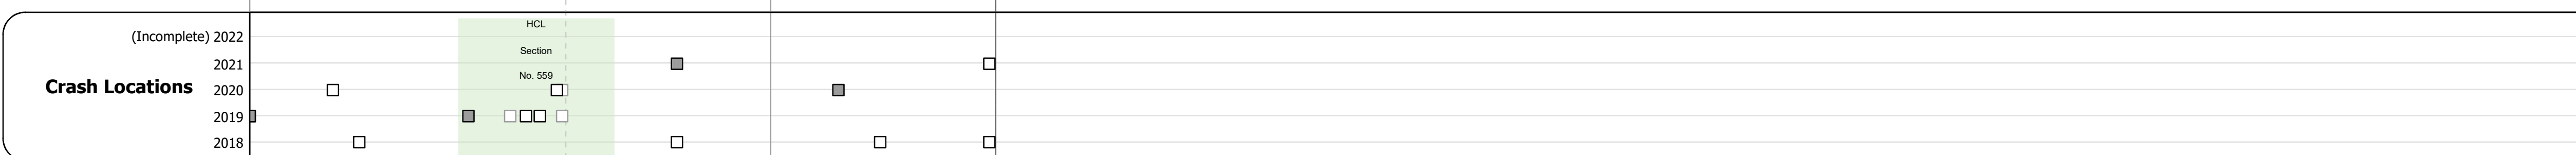 HCL
(Incomplete) 2022
Section
2021
No. 559
Crash Locations
2020
2019
2018